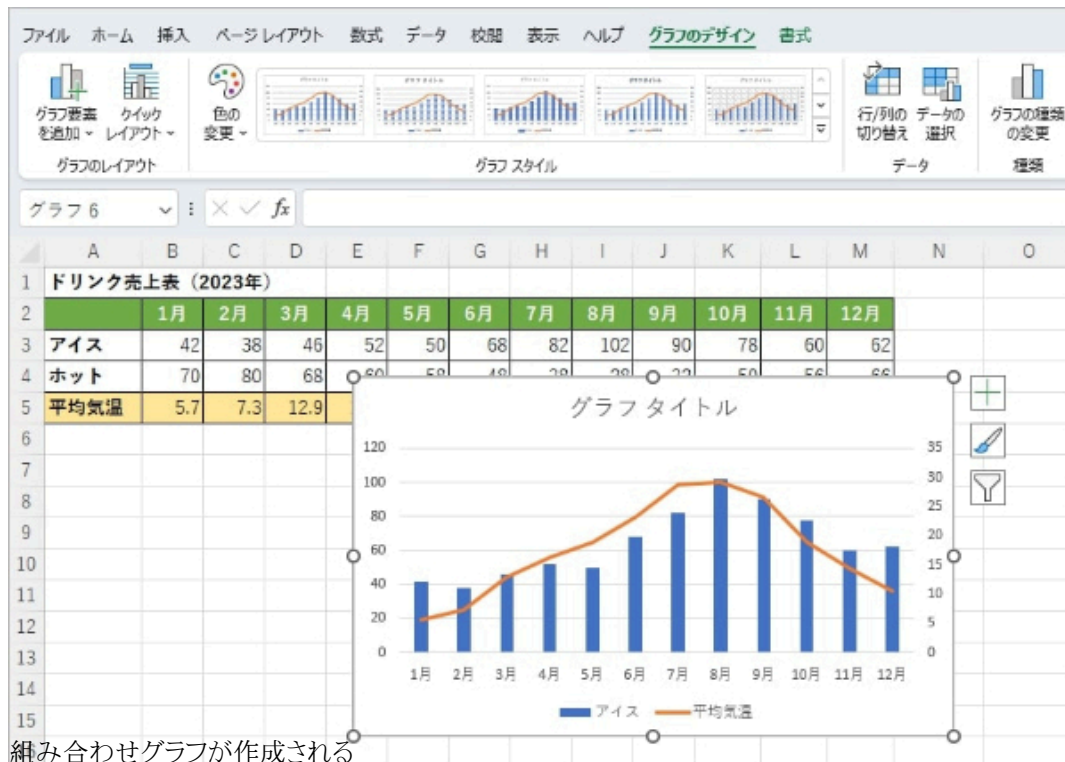 ファイル ホーム 挿入 ページ レイアウト 数式 データ 校閲 表示 ヘルプ グラフのデザイン 書式
グラフ要素を追加 クイックレイアウト 色の変更 行/列の切り替え データの選択 グラフの種類の変更
グラフのレイアウト グラフ スタイル データ 種類
グラフ 6 fx
A B C D E F G H I J K L M N O
1 ドリンク売上表（2023年）
2 1月 2月 3月 4月 5月 6月 7月 8月 9月 10月 11月 12月
3 アイス 42 38 46 52 50 68 82 102 90 78 60 62
4 ホット 70 80 68
5 平均気温 5.7 7.3 12.9
6
7
8
9
10
11
12
13
14
15
グラフ タイトル
120 35
100 30
25
80 20
60 15
40 10
20 5
0 0
1月 2月 3月 4月 5月 6月 7月 8月 9月 10月 11月 12月
アイス 平均気温
組み合わせグラフが作成される